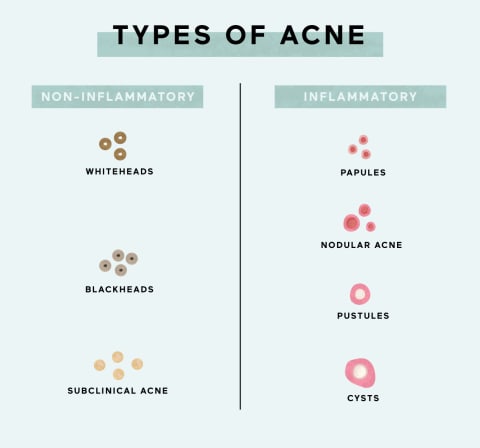 TYPES OF ACNE
NON-INFLAMMATORY
WHITEHEADS
BLACKHEADS
SUBCLINICAL ACNE
INFLAMMATORY
PAPULES
NODULAR ACNE
PUSTULES
CYSTS